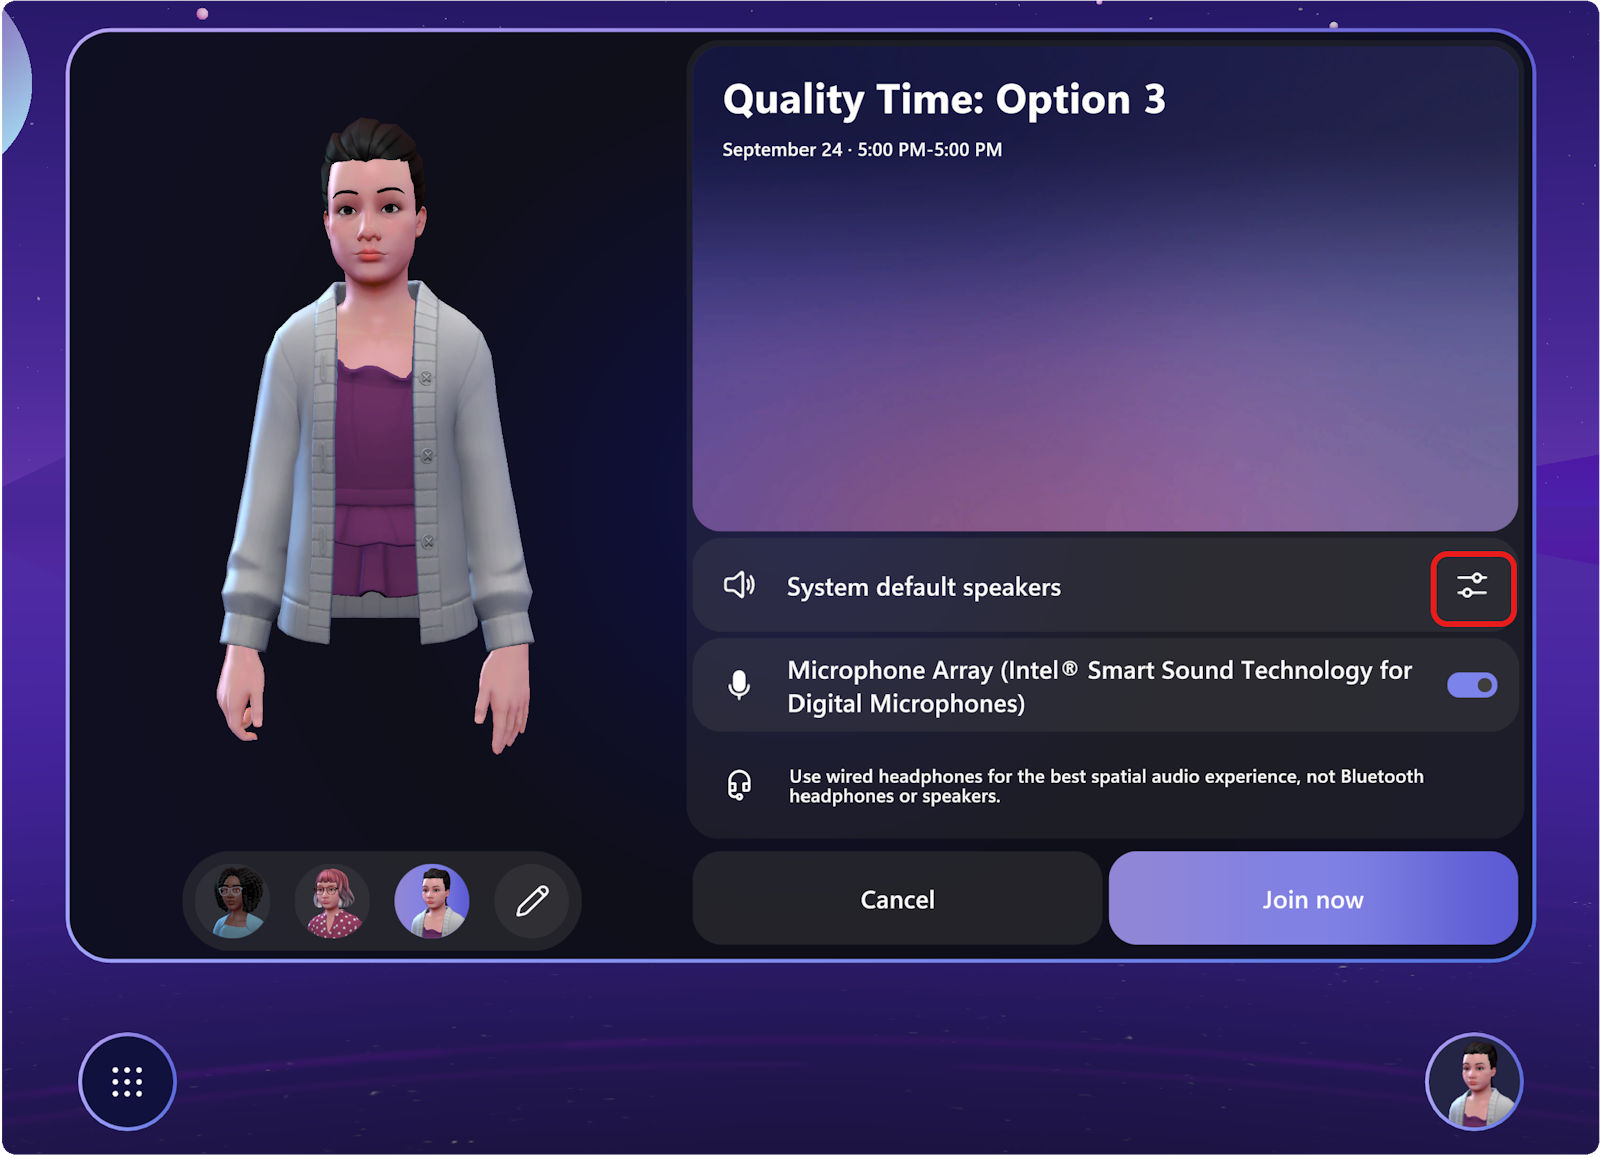 Quality Time: Option 3
September 24 · 5:00 PM-5:00 PM
System default speakers
Microphone Array (Intel® Smart Sound Technology for
Digital Microphones)
Use wired headphones for the best spatial audio experience, not Bluetooth
headphones or speakers.
Cancel
Join now